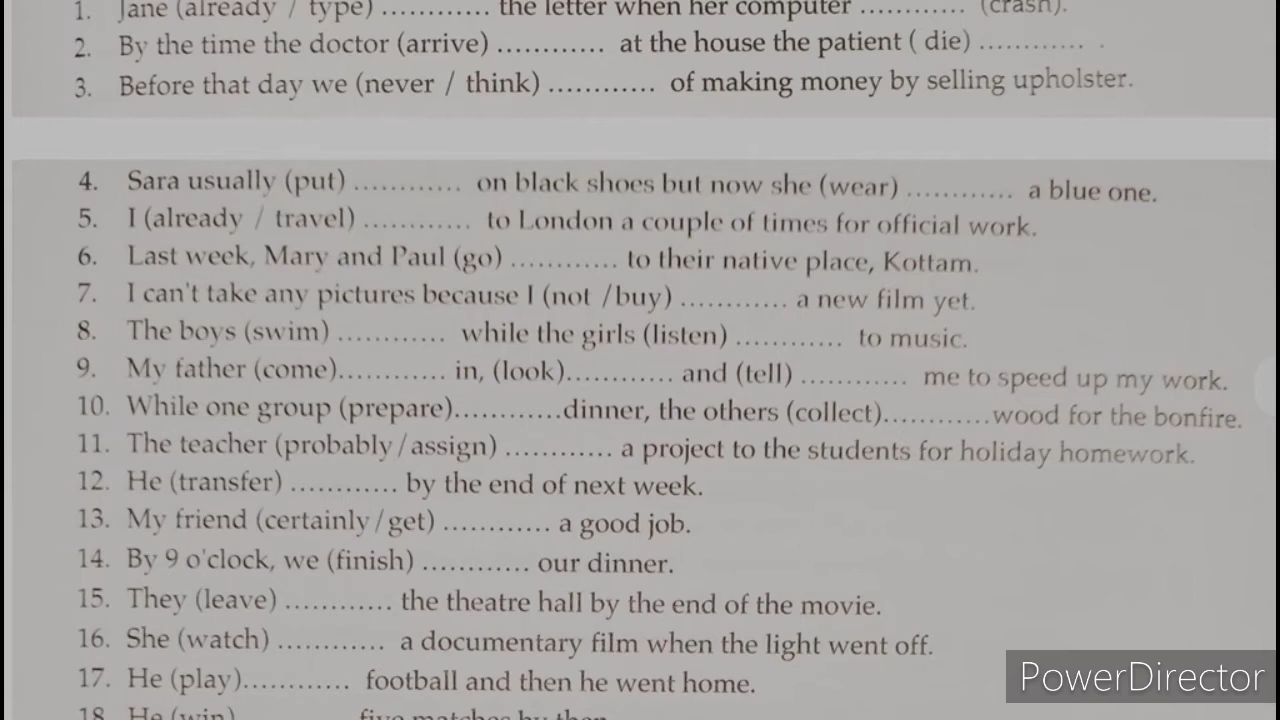 1. Jane (already / type) ............ the letter when her computer ............ (crash).
2. By the time the doctor (arrive) ............ at the house the patient ( die) ............ .
3. Before that day we (never / think) ............ of making money by selling upholster.
4. Sara usually (put) ............ on black shoes but now she (wear) ............ a blue one.
5. I (already / travel) ............ to London a couple of times for official work.
6. Last week, Mary and Paul (go) ............ to their native place, Kottam.
7. I can't take any pictures because I (not /buy) ............ a new film yet.
8. The boys (swim) ............ while the girls (listen) ............ to music.
9. My father (come)............ in, (look)............ and (tell) ............ me to speed up my work.
10. While one group (prepare)............dinner, the others (collect)............wood for the bonfire.
11. The teacher (probably/assign) ............ a project to the students for holiday homework.
12. He (transfer) ............ by the end of next week.
13. My friend (certainly/get) ............ a good job.
14. By 9 o'clock, we (finish) ............ our dinner.
15. They (leave) ............ the theatre hall by the end of the movie.
16. She (watch) ............ a documentary film when the light went off.
17. He (play)............ football and then he went home.
18. He (win) five matches by then
PowerDirector